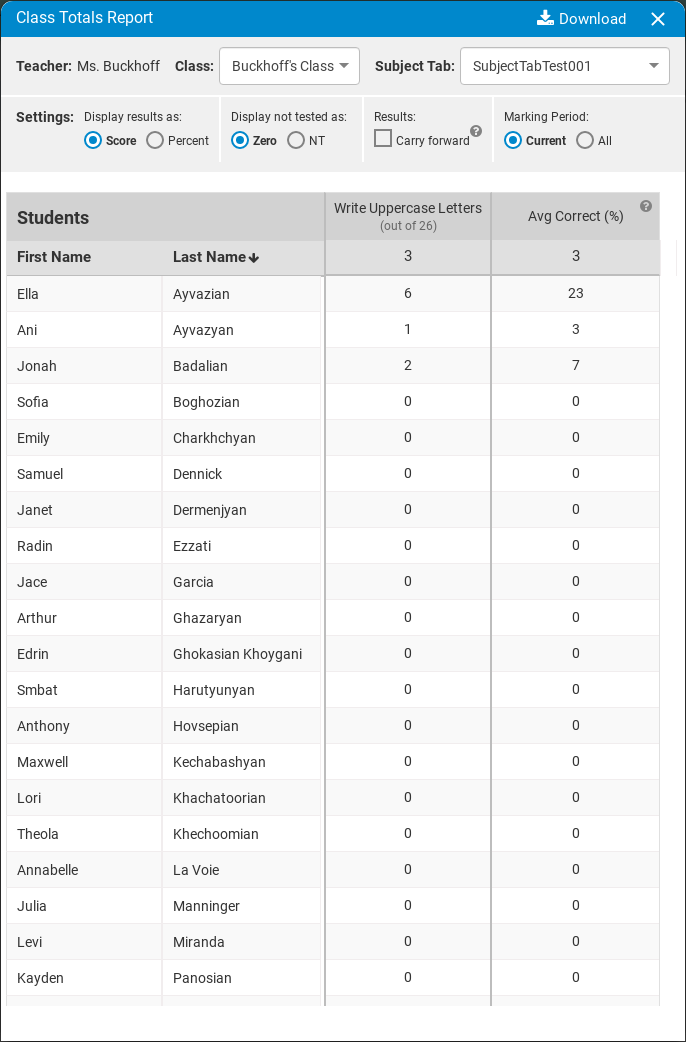 Class Totals Report Download
Teacher: Ms. Buckhoff Class: Buckhoff's Class Subject Tab: SubjectTabTest001
Settings: Display results as: Display not tested as: Results: Marking Period:
Score Percent Zero NT Carry forward ? Current All
Students Write Uppercase Letters (out of 26) Avg Correct (%) ?
First Name Last Name 3 3
Ella Ayvazian 6 23
Ani Ayvazyan 1 3
Jonah Badalian 2 7
Sofia Boghozian 0 0
Emily Charkhchyan 0 0
Samuel Dennick 0 0
Janet Dermenjyan 0 0
Radin Ezzati 0 0
Jace Garcia 0 0
Arthur Ghazaryan 0 0
Edrin Ghokasian Khoygani 0 0
Smbat Harutyunyan 0 0
Anthony Hovsepian 0 0
Maxwell Kechabashyan 0 0
Lori Khachatoorian 0 0
Theola Khechoomian 0 0
Annabelle La Voie 0 0
Julia Manninger 0 0
Levi Miranda 0 0
Kayden Panosian 0 0